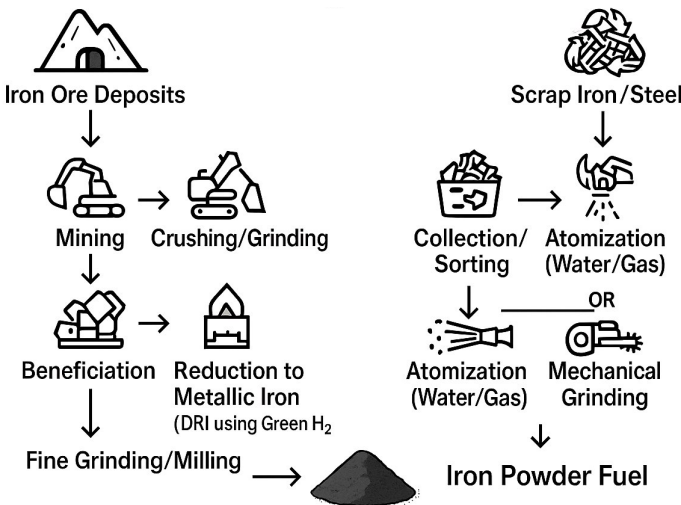 Iron Ore Deposits
Scrap Iron/Steel
Mining
Crushing/Grinding
Collection/
Sorting
Atomization
(Water/Gas)
OR
Beneficiation
Reduction to
Metallic Iron
(DRI using Green H₂
Atomization
(Water/Gas)
Mechanical
Grinding
Fine Grinding/Milling
Iron Powder Fuel